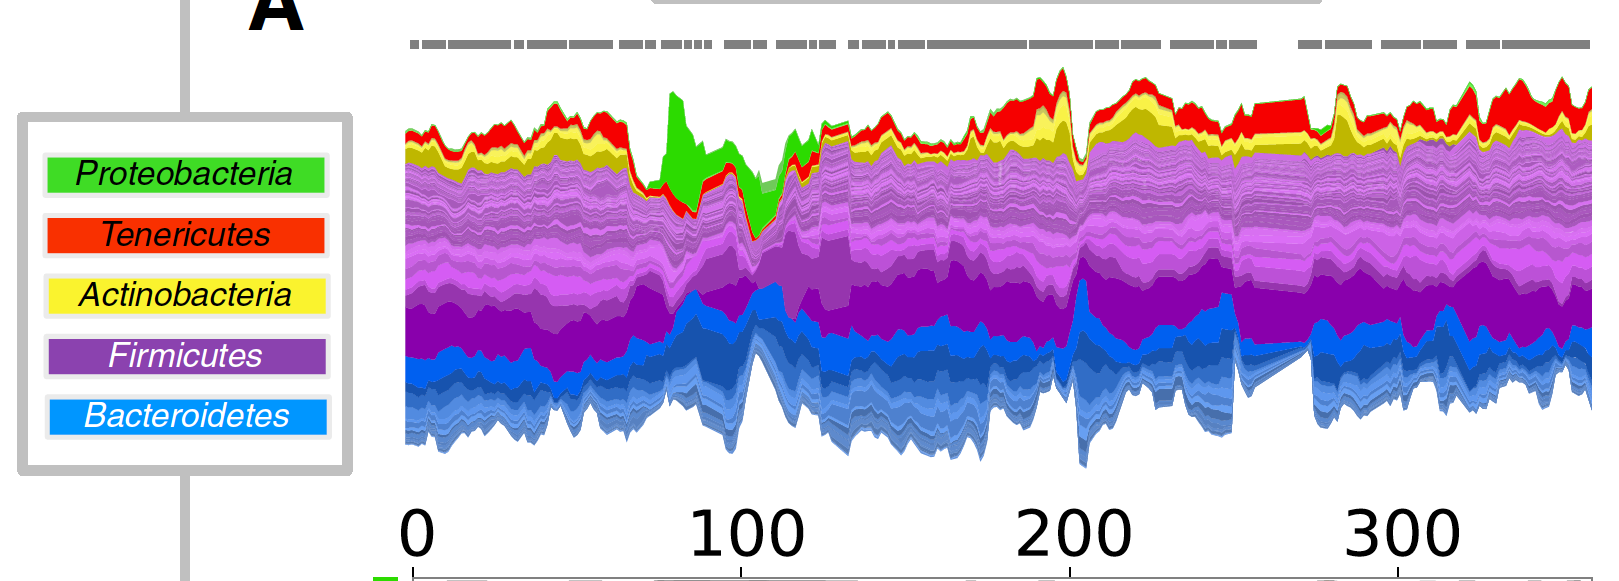 A
Proteobacteria
Tenericutes
Actinobacteria
Firmicutes
Bacteroidetes
0 100 200 300